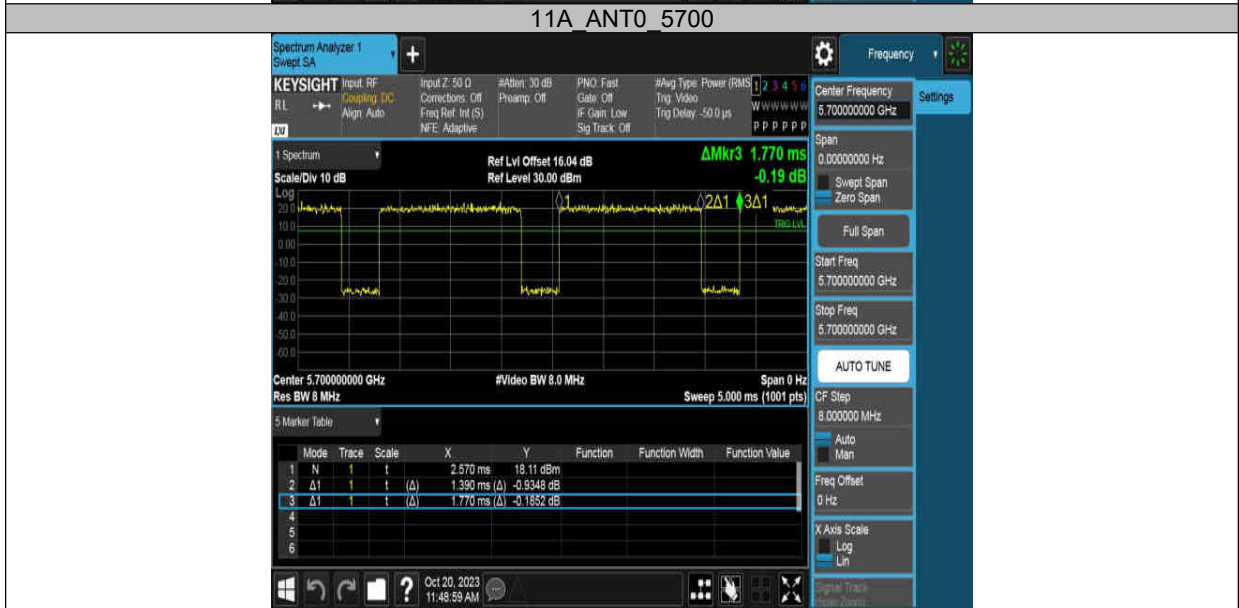 11A_ANT0_5700
Spectrum Analyzer 1
Swept SA
+
Frequency
KEYSIGHT
RL
LW
Input: RF
Coupling: DC
Align: Auto
Input Z: 50 Ω
Corrections: Off
Freq Ref: Int (S)
NFE: Adaptive
#Atten: 30 dB
Preamp: Off
PNO: Fast
Gate: Off
IF Gain: Low
Sig Track: Off
#Avg Type: Power (RMS
Trig: Video
Trig Delay: -50.0 µs
1 2 3 4 5 6
W W W W W W
P P P P P P
Center Frequency
5.700000000 GHz
Settings
1 Spectrum
Scale/Div 10 dB
Ref Lvl Offset 16.04 dB
Ref Level 30.00 dBm
ΔMkr3 1.770 ms
-0.19 dB
Span
0.00000000 Hz
Swept Span
Zero Span
Full Span
Start Freq
5.700000000 GHz
Stop Freq
5.700000000 GHz
AUTO TUNE
CF Step
8.000000 MHz
Auto
Man
Freq Offset
0 Hz
X Axis Scale
Log
Lin
Signal Track
(Span Zoom)
Log
20.0
10.0
0.00
-10.0
-20.0
-30.0
-40.0
-50.0
-60.0
1
2Δ1
3Δ1
TRIG LVL
Center 5.700000000 GHz
Res BW 8 MHz
#Video BW 8.0 MHz
Span 0 Hz
Sweep 5.000 ms (1001 pts)
5 Marker Table
Mode Trace Scale X Y Function Function Width Function Value
1 N 1 t 2.570 ms 18.11 dBm
2 Δ1 1 t (Δ) 1.390 ms (Δ) -0.9348 dB
3 Δ1 1 t (Δ) 1.770 ms (Δ) -0.1852 dB
4
5
6
?
Oct 20, 2023
11:48:59 AM